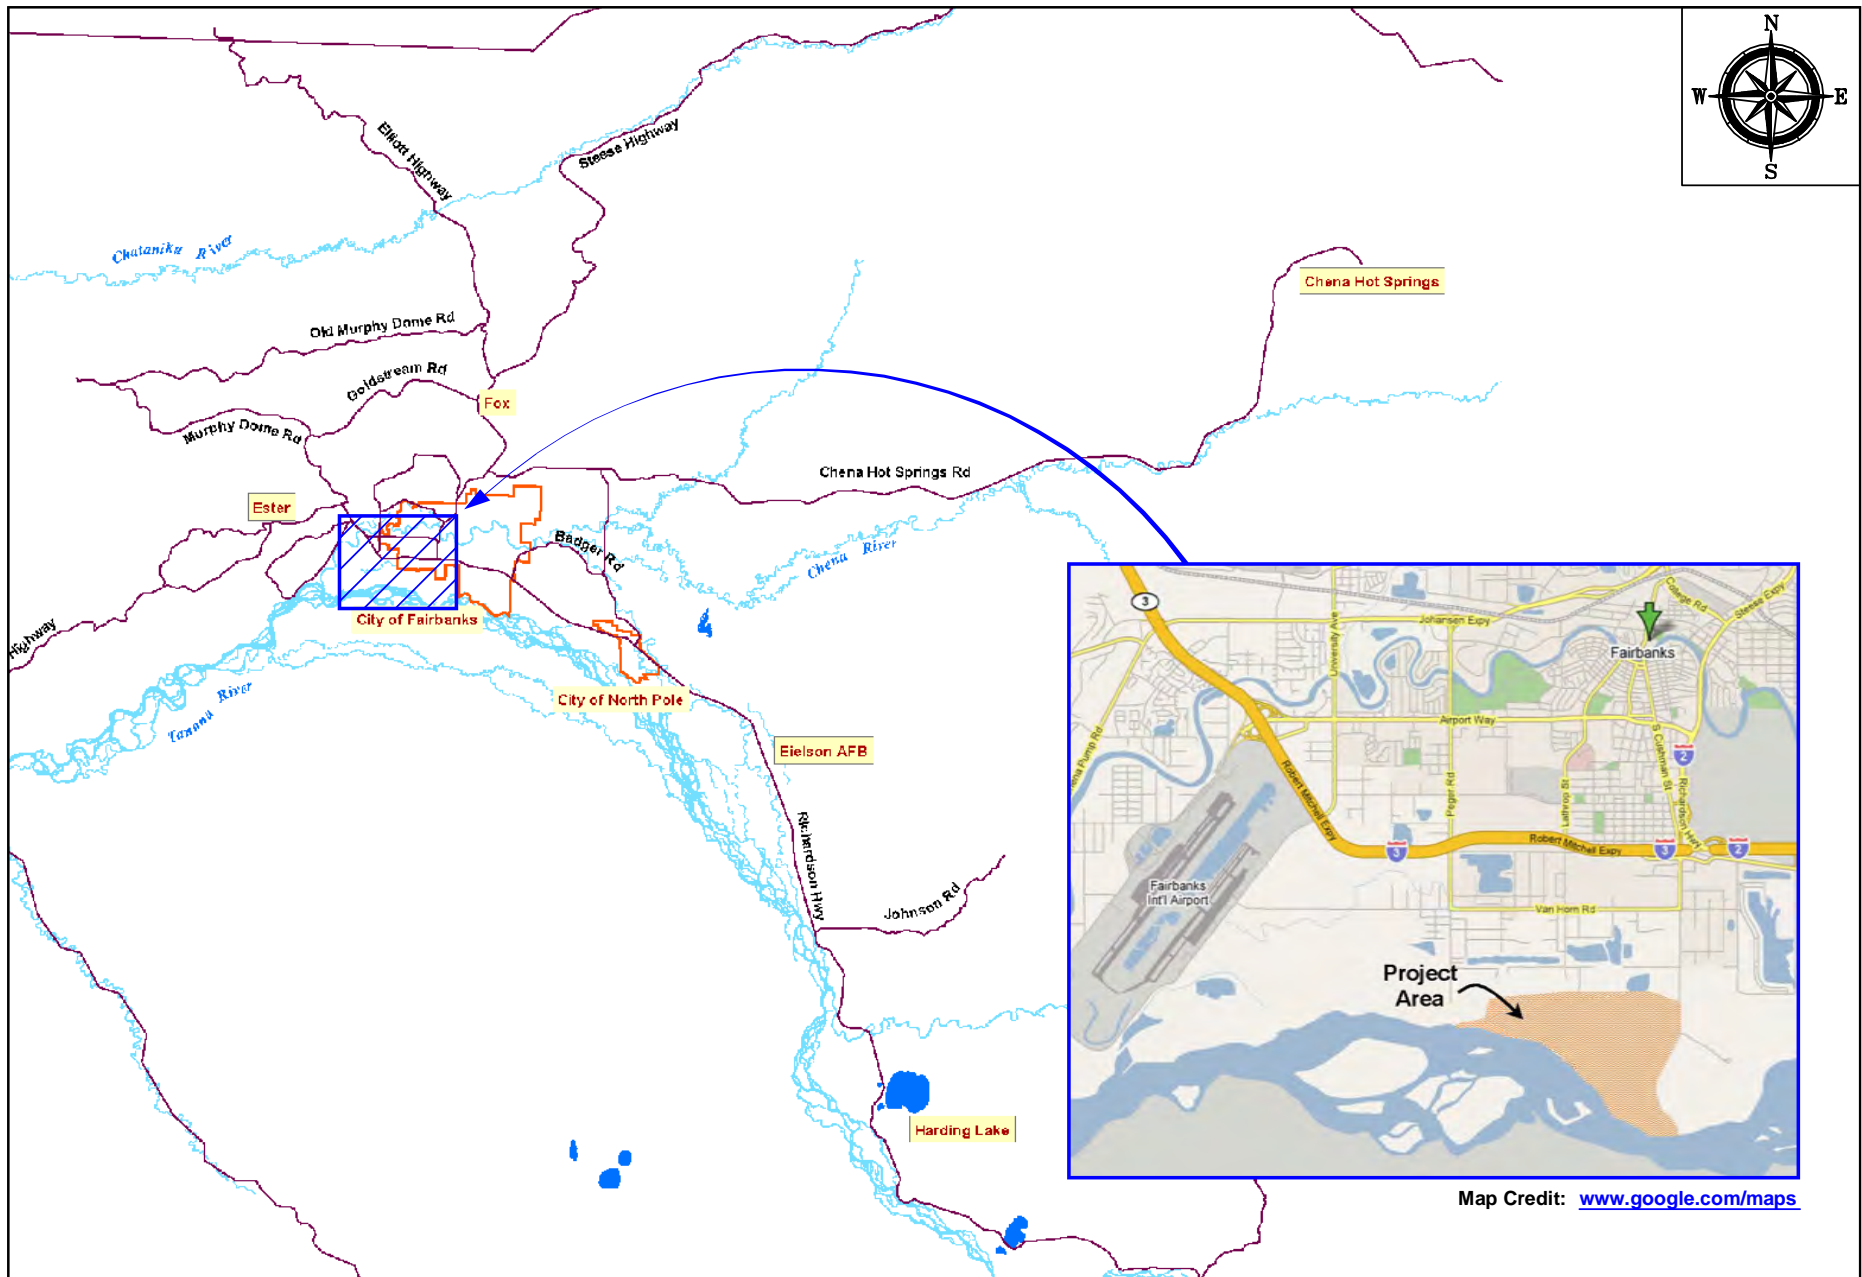 N
W
E
S
Elliott Highway
Steese Highway
Chatanika River
Chena Hot Springs
Old Murphy Dome Rd
Goldstream Rd
Fox
Murphy Dome Rd
Chena Hot Springs Rd
Ester
Badger Rd
Chena River
City of Fairbanks
Highway
Tanana River
City of North Pole
Eielson AFB
Richardson Hwy
Johnson Rd
Harding Lake
3
College Rd
Steese Expy
Johansen Expy
University Ave
Fairbanks
Airport Way
ena Pump Rd
S Cushman St
2
Robert Mitchell Expy
Peger Rd
Lathrop St
Richardson Hwy
Robert Mitchell Expy
3
3
2
Fairbanks
Int'l Airport
Van Horn Rd
Project
Area
Map Credit: www.google.com/maps